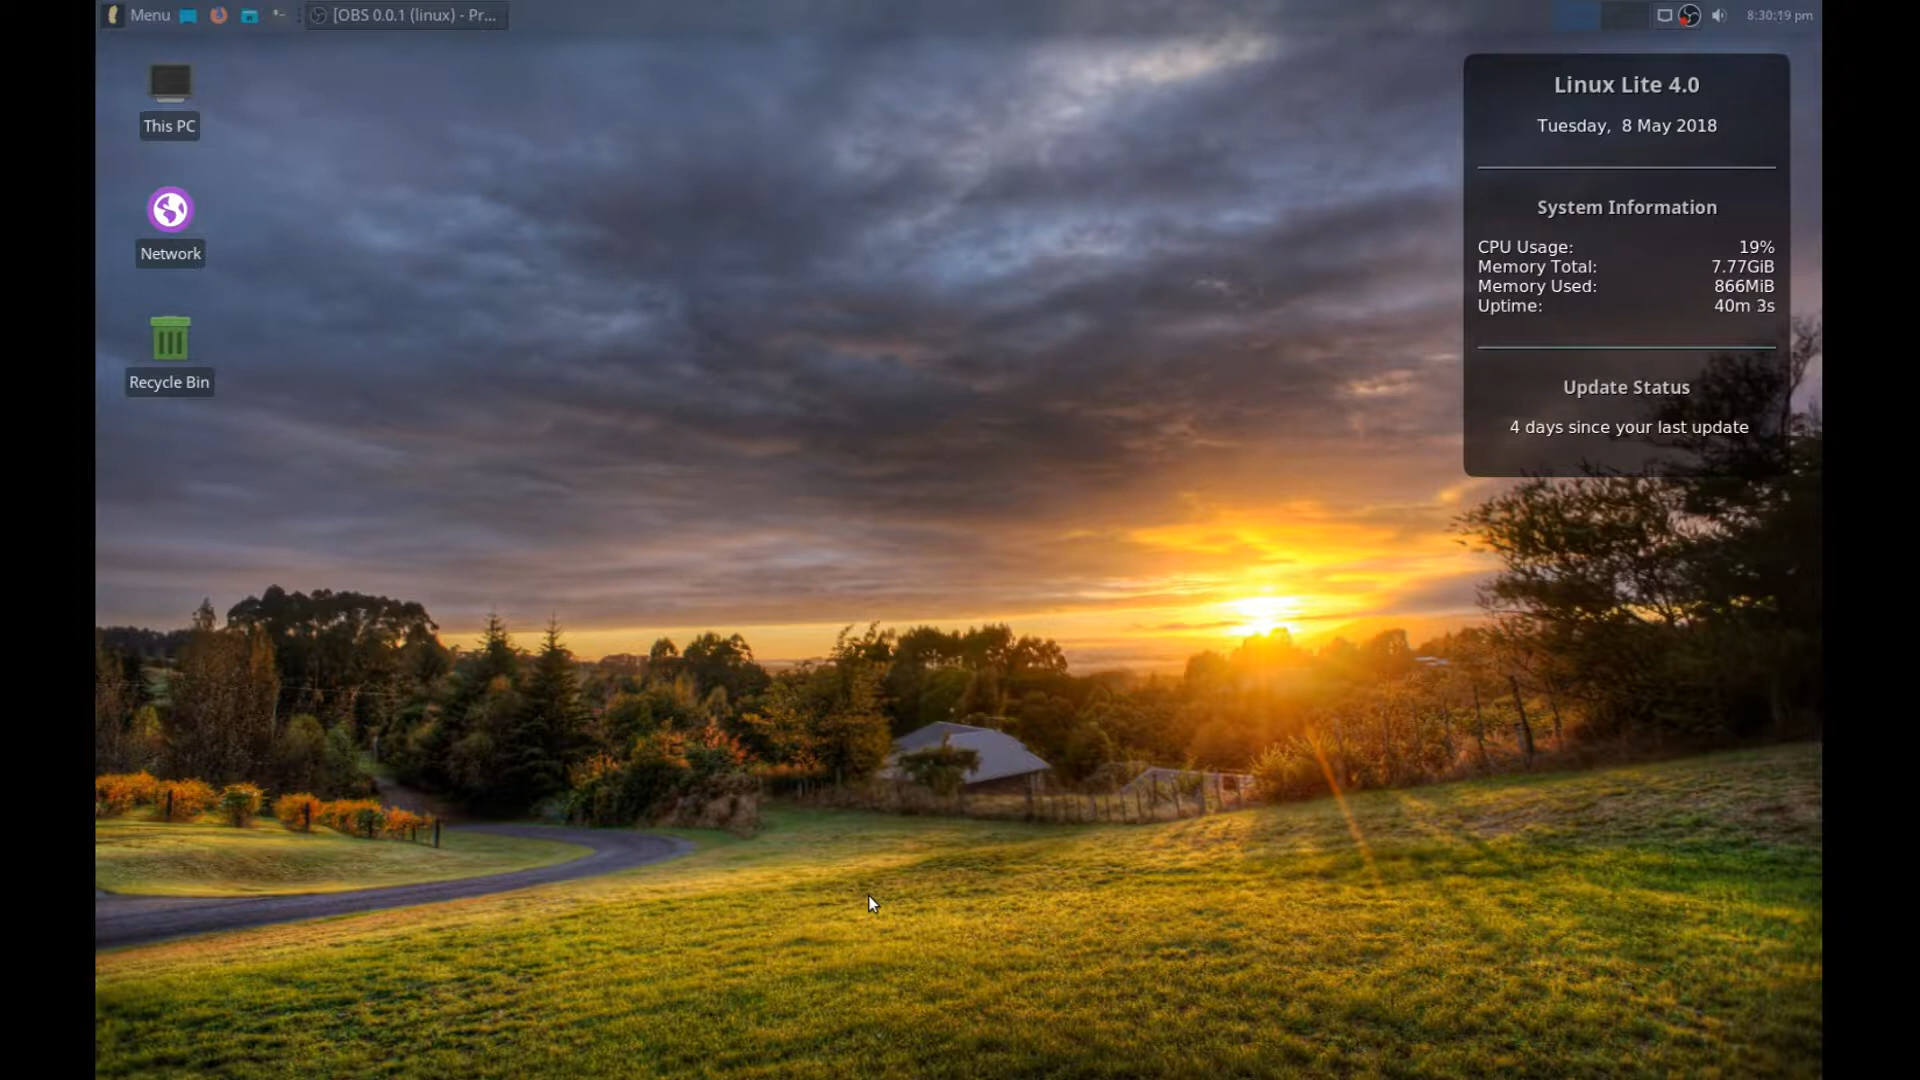 Menu [OBS 0.0.1 (linux) - Pr... 8:30:19 pm
This PC
Network
Recycle Bin
Linux Lite 4.0
Tuesday, 8 May 2018
System Information
CPU Usage: 19%
Memory Total: 7.77GiB
Memory Used: 866MiB
Uptime: 40m 3s
Update Status
4 days since your last update